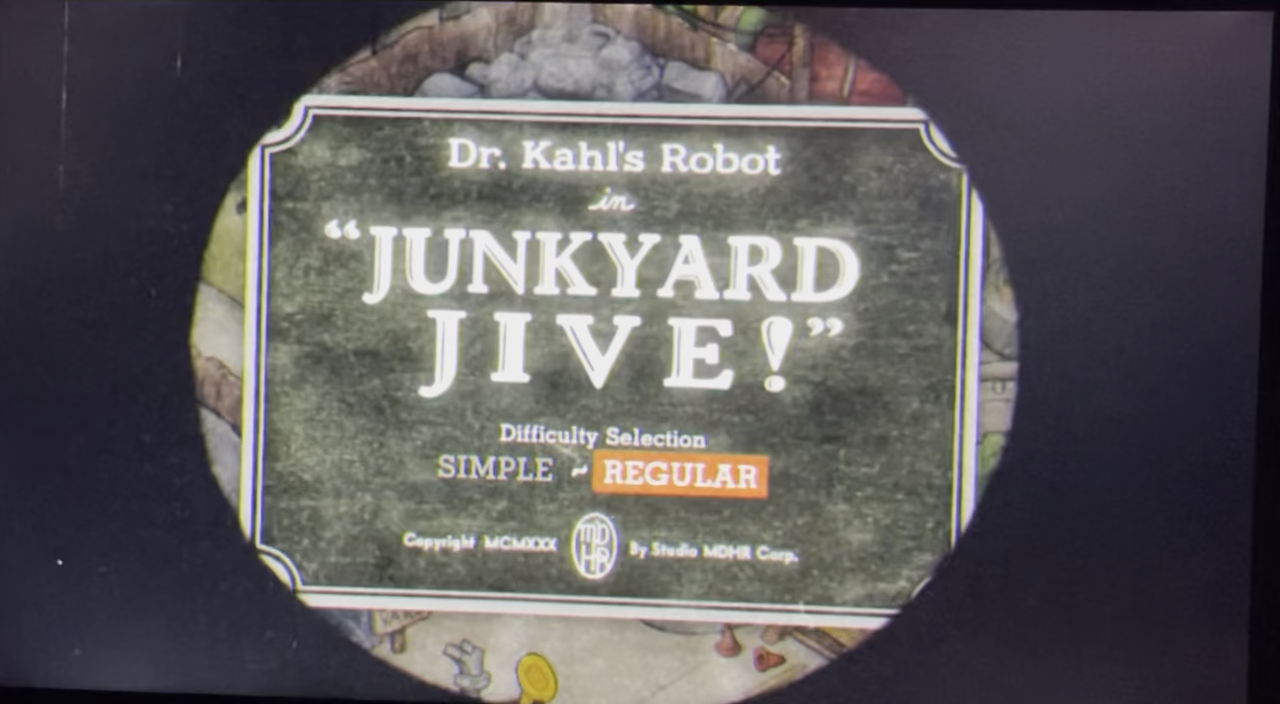 Dr. Kahl's Robot
in
“JUNKYARD
JIVE!”
Difficulty Selection
SIMPLE ~ REGULAR
Copyright MCMXXX MDHR By Studio MDHR Corp.